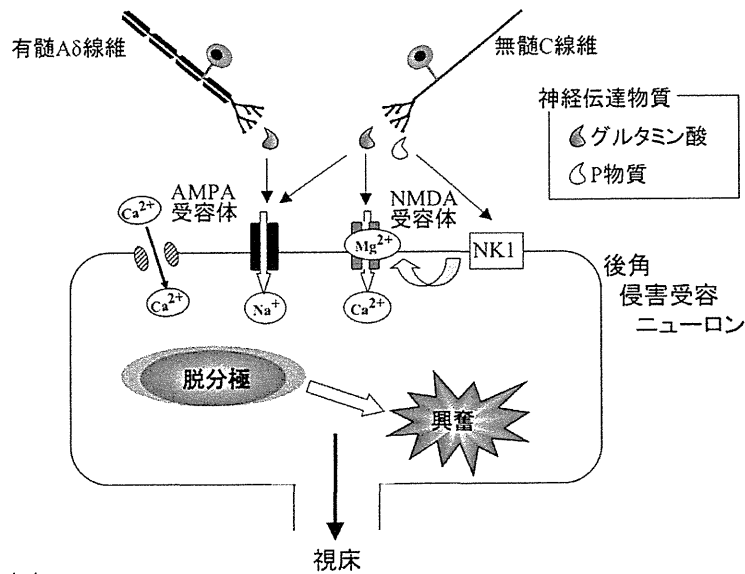 有髄Aδ線維
無髄C線維
神経伝達物質
グルタミン酸
P物質
AMPA
受容体
NMDA
受容体
Ca2+
Mg2+
NK1
Ca2+
Na+
Ca2+
後角
侵害受容
ニューロン
脱分極
興奮
視床